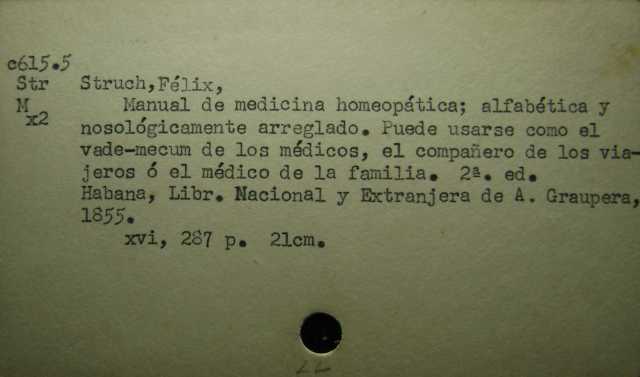 c615.5
Str Struch,Félix,
M Manual de medicina homeopática; alfabética y
x2 nosológicamente arreglado. Puede usarse como el
vade-mecum de los médicos, el compañero de los via-
jeros ó el médico de la familia. 2ª. ed.
Habana, Libr. Nacional y Extranjera de A. Graupera,
1855.
xvi, 287 p. 21cm.